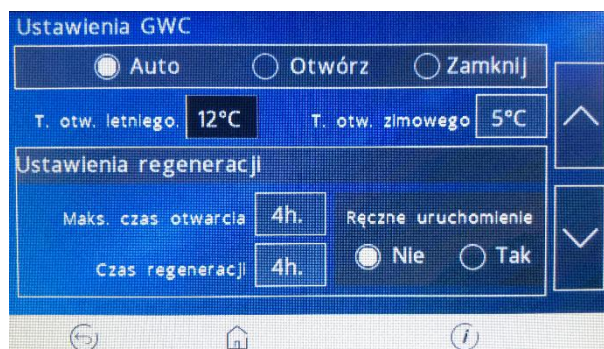 Ustawienia GWC
Auto Otwórz Zamknij
T. otw. letniego. 12°C T. otw. zimowego 5°C
Ustawienia regeneracji
Maks. czas otwarcia 4h. Ręczne uruchomienie
Czas regeneracji 4h. Nie Tak
i